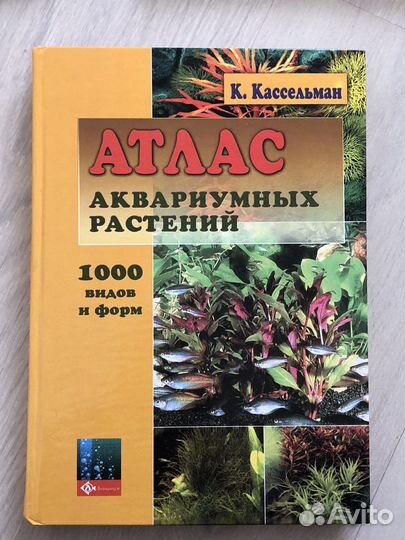 К. Кассельман
АТЛАС
АКВАРИУМНЫХ
РАСТЕНИЙ
1000
видов
и форм
Avito